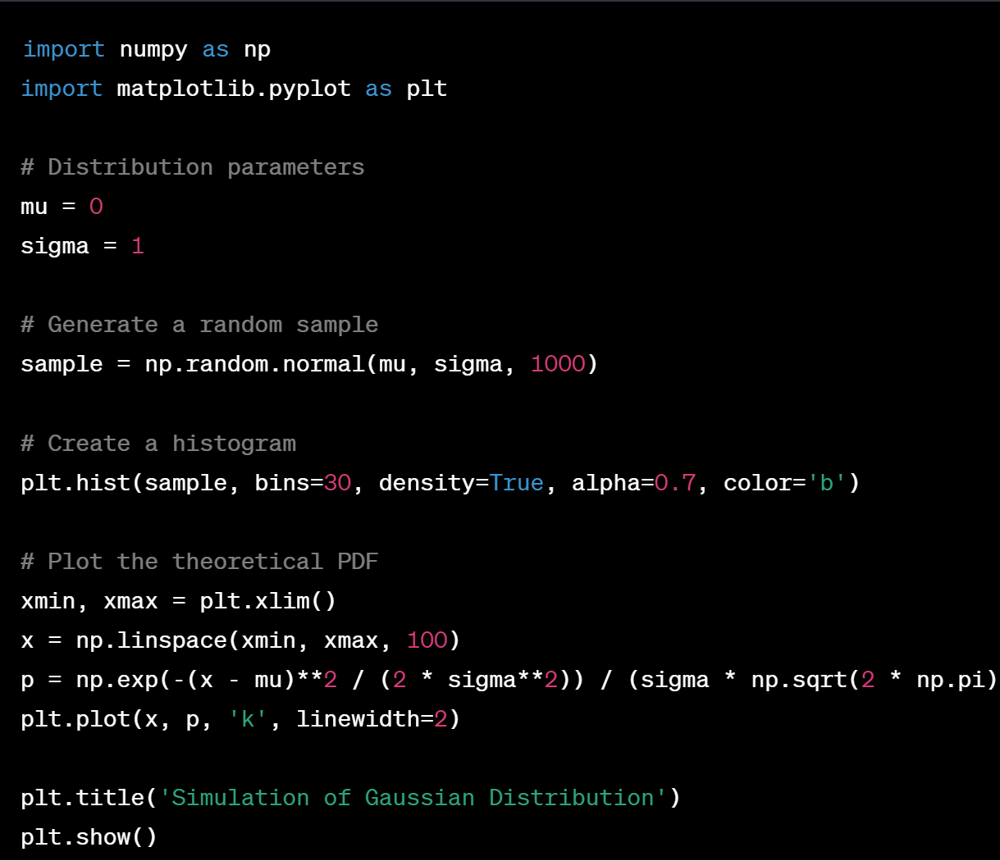 import numpy as np
import matplotlib.pyplot as plt
# Distribution parameters
mu = 0
sigma = 1
# Generate a random sample
sample = np.random.normal(mu, sigma, 1000)
# Create a histogram
plt.hist(sample, bins=30, density=True, alpha=0.7, color='b')
# Plot the theoretical PDF
xmin, xmax = plt.xlim()
x = np.linspace(xmin, xmax, 100)
p = np.exp(-(x - mu)**2 / (2 * sigma**2)) / (sigma * np.sqrt(2 * np.pi)
plt.plot(x, p, 'k', linewidth=2)
plt.title('Simulation of Gaussian Distribution')
plt.show()